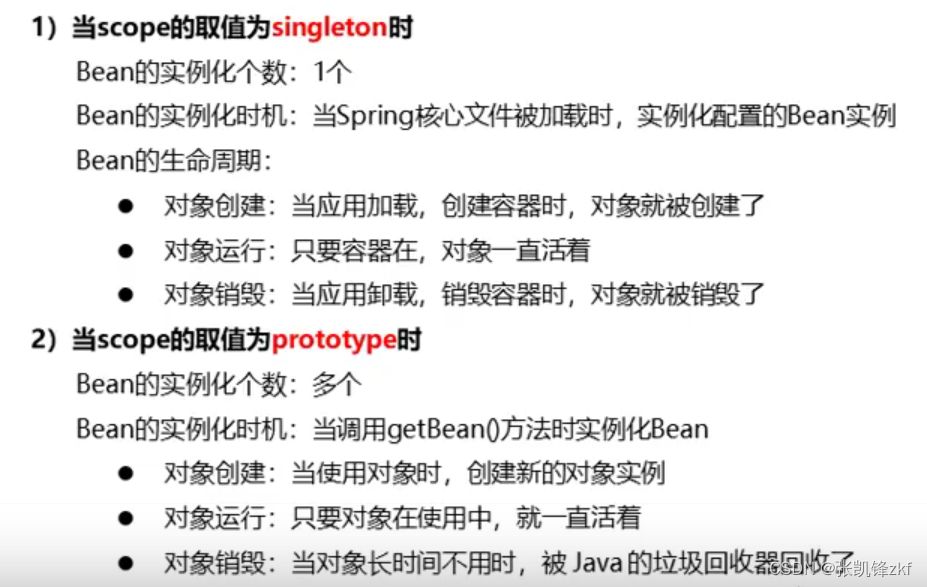 1）当scope的取值为singleton时
Bean的实例化个数：1个
Bean的实例化时机：当Spring核心文件被加载时，实例化配置的Bean实例
Bean的生命周期：
● 对象创建：当应用加载，创建容器时，对象就被创建了
● 对象运行：只要容器在，对象一直活着
● 对象销毁：当应用卸载，销毁容器时，对象就被销毁了
2）当scope的取值为prototype时
Bean的实例化个数：多个
Bean的实例化时机：当调用getBean()方法时实例化Bean
● 对象创建：当使用对象时，创建新的对象实例
● 对象运行：只要对象在使用中，就一直活着
● 对象销毁：当对象长时间不用时，被 Java 的垃圾回收器回收了
CSDN @张凯锋zkf